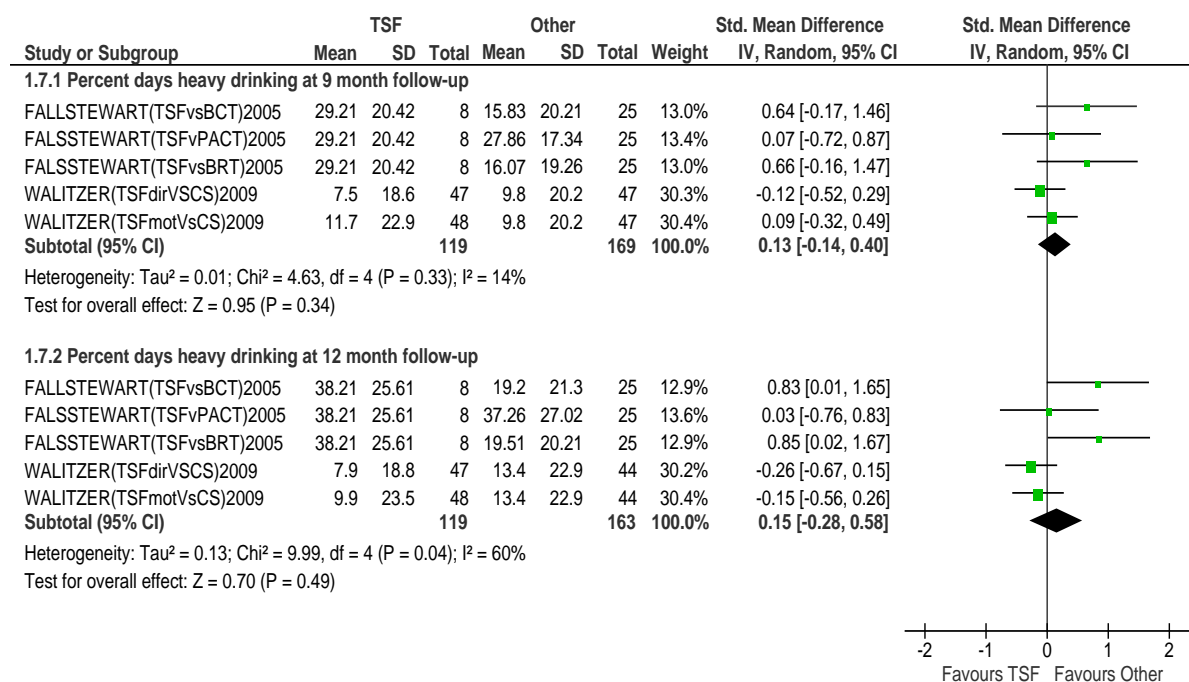 TSF Other Std. Mean Difference Std. Mean Difference
Study or Subgroup Mean SD Total Mean SD Total Weight IV, Random, 95% CI IV, Random, 95% CI
1.7.1 Percent days heavy drinking at 9 month follow-up
FALLSTEWART(TSFvsBCT)2005 29.21 20.42 8 15.83 20.21 25 13.0% 0.64 [-0.17, 1.46]
FALSSTEWART(TSFvPACT)2005 29.21 20.42 8 27.86 17.34 25 13.4% 0.07 [-0.72, 0.87]
FALSSTEWART(TSFvsBRT)2005 29.21 20.42 8 16.07 19.26 25 13.0% 0.66 [-0.16, 1.47]
WALITZER(TSFdirVSCS)2009 7.5 18.6 47 9.8 20.2 47 30.3% -0.12 [-0.52, 0.29]
WALITZER(TSFmotVsCS)2009 11.7 22.9 48 9.8 20.2 47 30.4% 0.09 [-0.32, 0.49]
Subtotal (95% CI) 119 169 100.0% 0.13 [-0.14, 0.40]
Heterogeneity: Tau² = 0.01; Chi² = 4.63, df = 4 (P = 0.33); I² = 14%
Test for overall effect: Z = 0.95 (P = 0.34)
1.7.2 Percent days heavy drinking at 12 month follow-up
FALLSTEWART(TSFvsBCT)2005 38.21 25.61 8 19.2 21.3 25 12.9% 0.83 [0.01, 1.65]
FALSSTEWART(TSFvPACT)2005 38.21 25.61 8 37.26 27.02 25 13.6% 0.03 [-0.76, 0.83]
FALSSTEWART(TSFvsBRT)2005 38.21 25.61 8 19.51 20.21 25 12.9% 0.85 [0.02, 1.67]
WALITZER(TSFdirVSCS)2009 7.9 18.8 47 13.4 22.9 44 30.2% -0.26 [-0.67, 0.15]
WALITZER(TSFmotVsCS)2009 9.9 23.5 48 13.4 22.9 44 30.4% -0.15 [-0.56, 0.26]
Subtotal (95% CI) 119 163 100.0% 0.15 [-0.28, 0.58]
Heterogeneity: Tau² = 0.13; Chi² = 9.99, df = 4 (P = 0.04); I² = 60%
Test for overall effect: Z = 0.70 (P = 0.49)
-2 -1 0 1 2
Favours TSF Favours Other